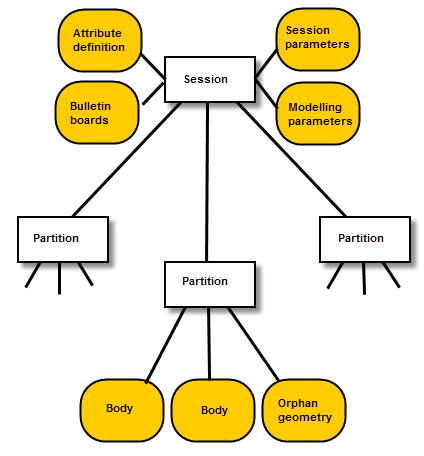 Attribute
definition
Session
parameters
Session
Bulletin
boards
Modelling
parameters
Partition
Partition
Partition
Body
Body
Orphan
geometry